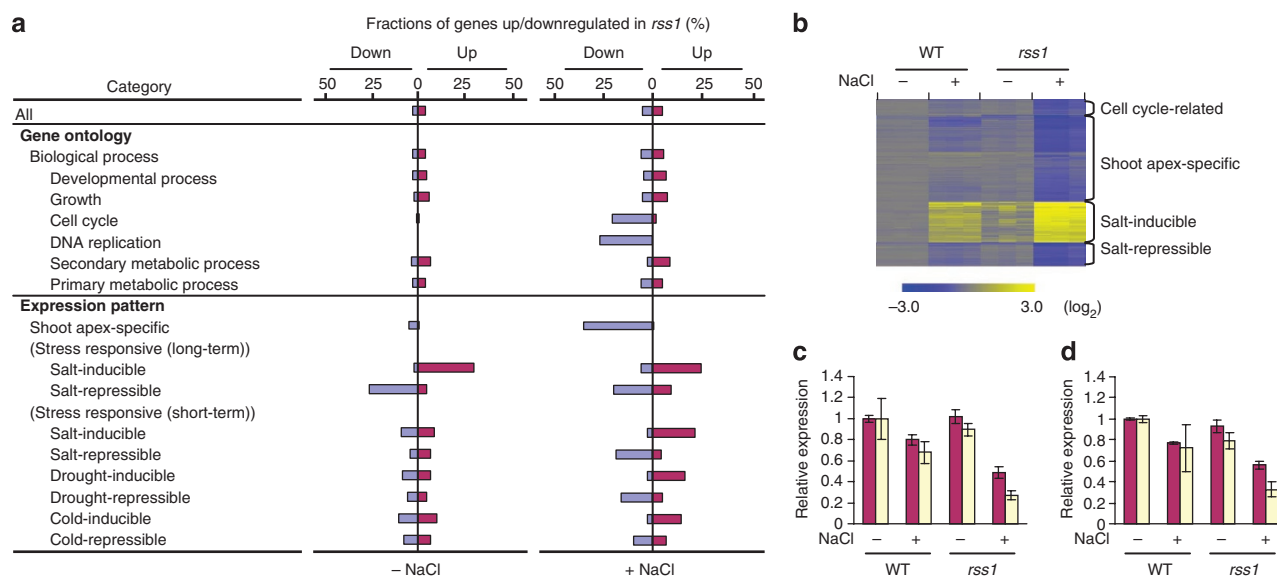 a
Fractions of genes up/downregulated in rss1 (%)
Down Up Down Up
Category
50 25 0 25 50 50 25 0 25 50
All
Gene ontology
Biological process
Developmental process
Growth
Cell cycle
DNA replication
Secondary metabolic process
Primary metabolic process
Expression pattern
Shoot apex-specific
(Stress responsive (long-term))
Salt-inducible
Salt-repressible
(Stress responsive (short-term))
Salt-inducible
Salt-repressible
Drought-inducible
Drought-repressible
Cold-inducible
Cold-repressible
– NaCl + NaCl
b
WT rss1
NaCl – + – +
Cell cycle-related
Shoot apex-specific
Salt-inducible
Salt-repressible
–3.0 3.0 (log2)
c
Relative expression
1.4
1.2
1
0.8
0.6
0.4
0.2
0
NaCl – + – +
WT rss1
d
Relative expression
1.4
1.2
1
0.8
0.6
0.4
0.2
0
NaCl – + – +
WT rss1